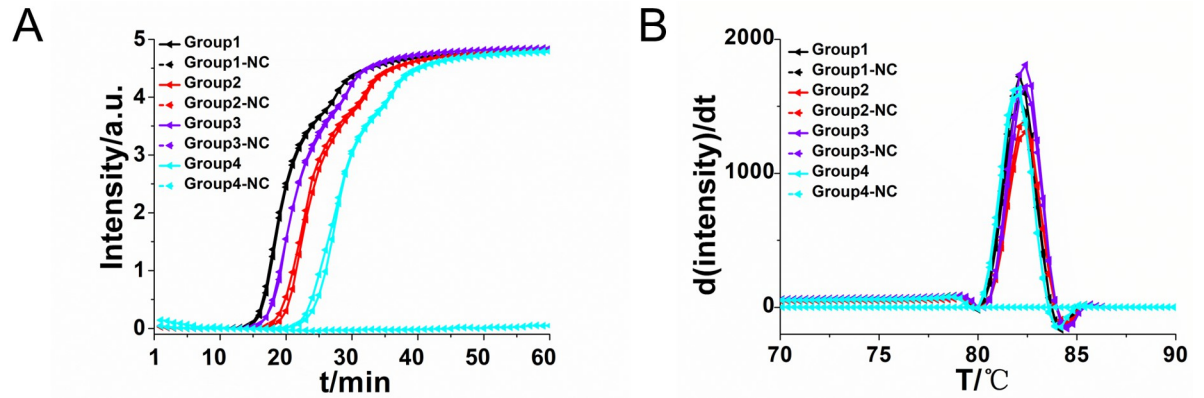 A
Intensity/a.u.
5
4
3
2
1
0
Group1
Group1-NC
Group2
Group2-NC
Group3
Group3-NC
Group4
Group4-NC
1 10 20 30 40 50 60
t/min
B
d(intensity)/dt
2000
1000
0
Group1
Group1-NC
Group2
Group2-NC
Group3
Group3-NC
Group4
Group4-NC
70 75 80 85 90
T/℃